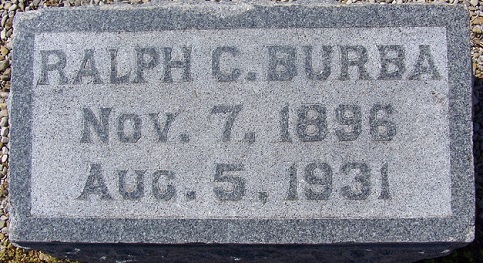 RALPH C. BURBA
NOV. 7, 1896
AUG. 5, 1931